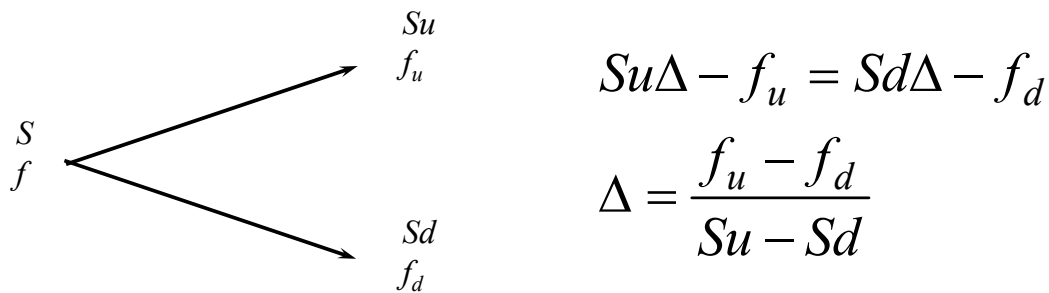 S
f
Su
f_u
Sd
f_d
SuΔ − f_u = SdΔ − f_d
Δ = (f_u − f_d) / (Su − Sd)